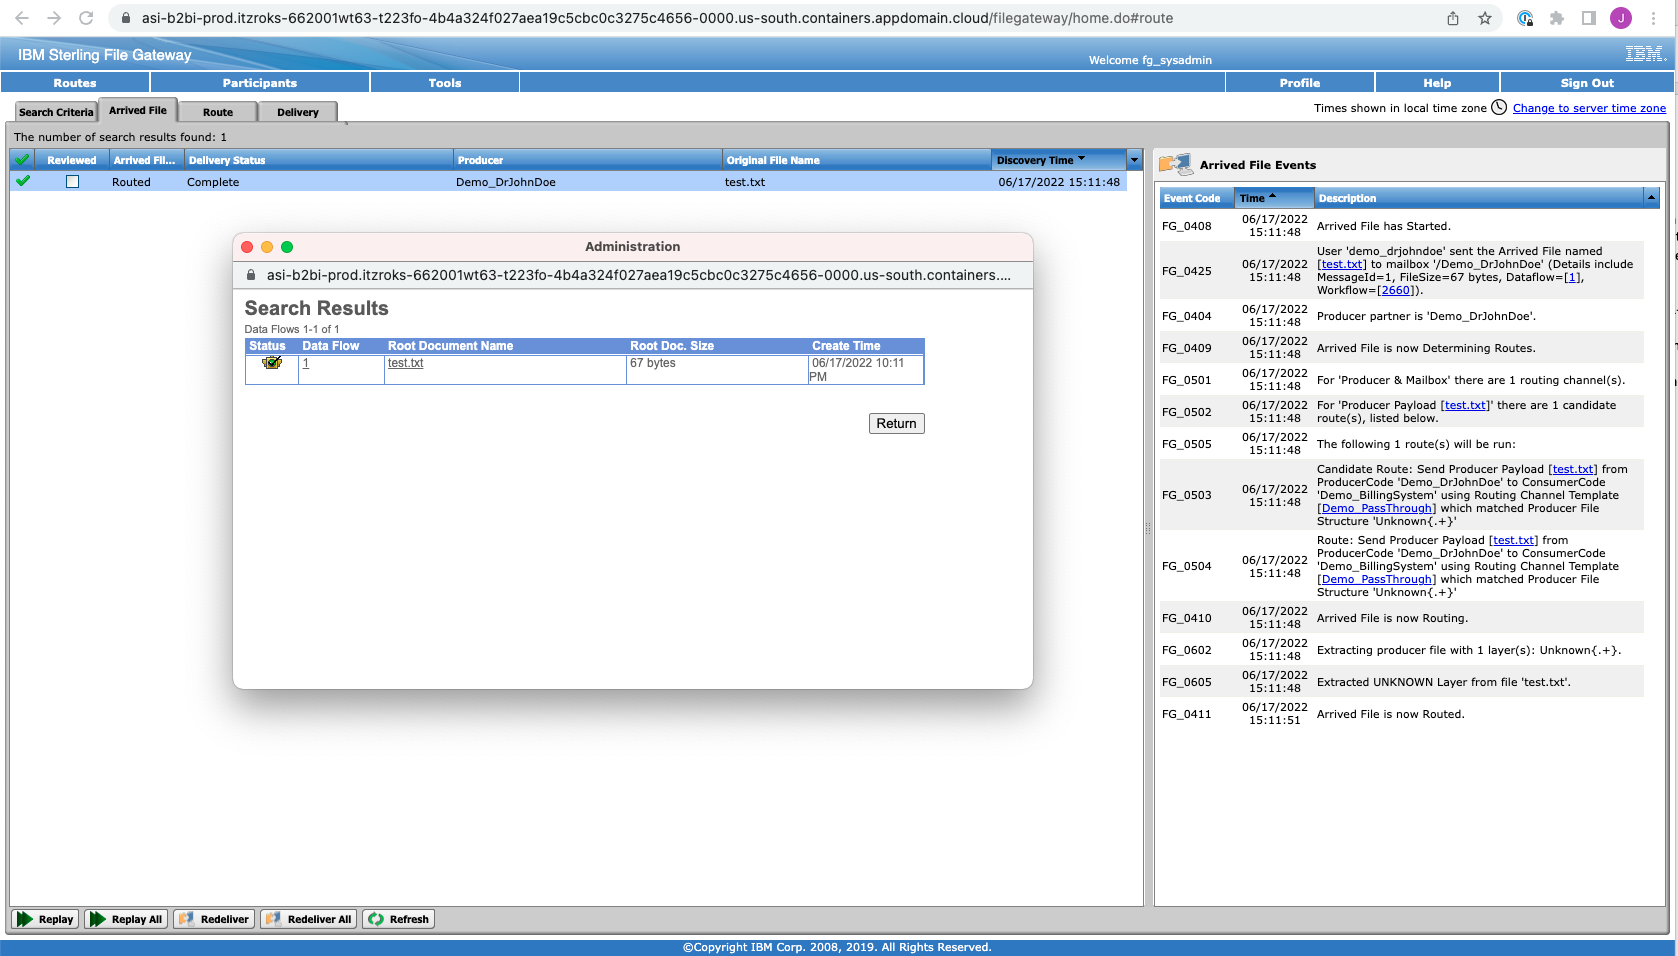 asi-b2bi-prod.itzroks-662001wt63-t223fo-4b4a324f027aea19c5cbc0c3275c4656-0000.us-south.containers.appdomain.cloud/filegateway/home.do#route
J
IBM Sterling File Gateway
Welcome fg_sysadmin
IBM
Routes Participants Tools Profile Help Sign Out
Search Criteria Arrived File Route Delivery
Times shown in local time zone Change to server time zone
The number of search results found: 1
Reviewed Arrived Fil... Delivery Status Producer Original File Name Discovery Time
Routed Complete Demo_DrJohnDoe test.txt 06/17/2022 15:11:48
Administration
asi-b2bi-prod.itzroks-662001wt63-t223fo-4b4a324f027aea19c5cbc0c3275c4656-0000.us-south.containers....
Search Results
Data Flows 1-1 of 1
Status Data Flow Root Document Name Root Doc. Size Create Time
1 test.txt 67 bytes 06/17/2022 10:11
PM
Return
Arrived File Events
Event Code Time Description
FG_0408 06/17/2022 15:11:48 Arrived File has Started.
FG_0425 06/17/2022 15:11:48 User 'demo_drjohndoe' sent the Arrived File named
[test.txt] to mailbox '/Demo_DrJohnDoe' (Details include
MessageId=1, FileSize=67 bytes, Dataflow=[1],
Workflow=[2660]).
FG_0404 06/17/2022 15:11:48 Producer partner is 'Demo_DrJohnDoe'.
FG_0409 06/17/2022 15:11:48 Arrived File is now Determining Routes.
FG_0501 06/17/2022 15:11:48 For 'Producer & Mailbox' there are 1 routing channel(s).
FG_0502 06/17/2022 15:11:48 For 'Producer Payload [test.txt]' there are 1 candidate
route(s), listed below.
FG_0505 06/17/2022 15:11:48 The following 1 route(s) will be run:
FG_0503 06/17/2022 15:11:48 Candidate Route: Send Producer Payload [test.txt] from
ProducerCode 'Demo_DrJohnDoe' to ConsumerCode
'Demo_BillingSystem' using Routing Channel Template
[Demo_PassThrough] which matched Producer File
Structure 'Unknown{.+}'
FG_0504 06/17/2022 15:11:48 Route: Send Producer Payload [test.txt] from
ProducerCode 'Demo_DrJohnDoe' to ConsumerCode
'Demo_BillingSystem' using Routing Channel Template
[Demo_PassThrough] which matched Producer File
Structure 'Unknown{.+}'
FG_0410 06/17/2022 15:11:48 Arrived File is now Routing.
FG_0602 06/17/2022 15:11:48 Extracting producer file with 1 layer(s): Unknown{.+}.
FG_0605 06/17/2022 15:11:48 Extracted UNKNOWN Layer from file 'test.txt'.
FG_0411 06/17/2022 15:11:51 Arrived File is now Routed.
Replay Replay All Redeliver Redeliver All Refresh
©Copyright IBM Corp. 2008, 2019. All Rights Reserved.